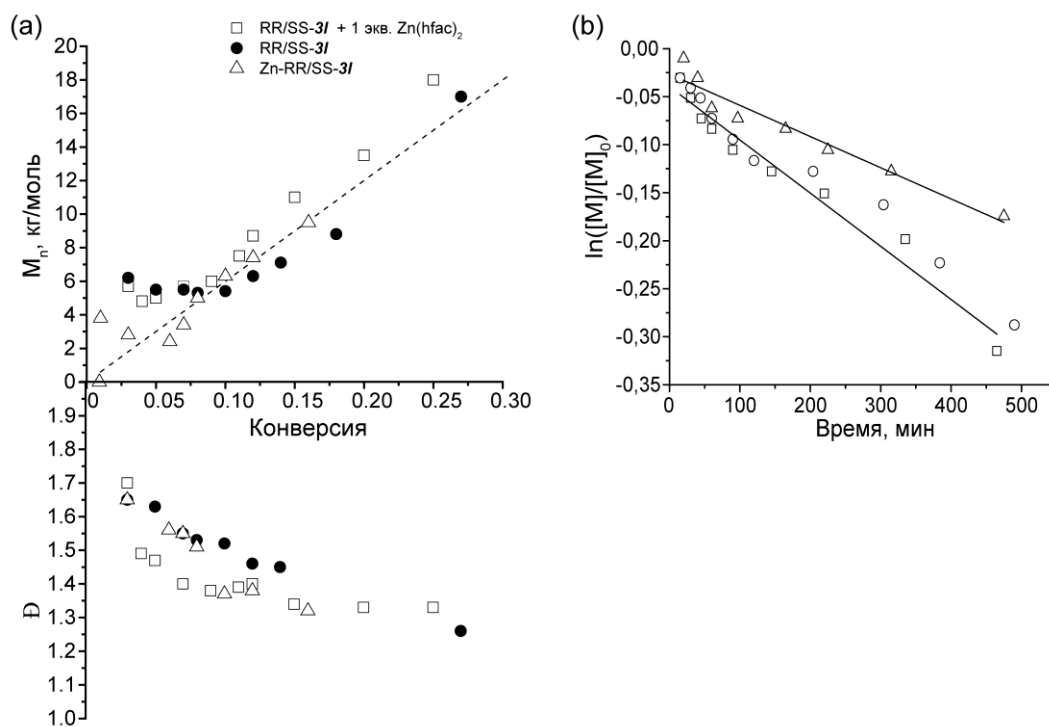 (a)
RR/SS-3l + 1 экв. Zn(hfac)₂
RR/SS-3l
Zn-RR/SS-3l
20
18
16
14
12
10
8
6
4
2
0
Mₙ, кг/моль
0.00 0.05 0.10 0.15 0.20 0.25 0.30
Конверсия
1.9
1.8
1.7
1.6
1.5
1.4
1.3
1.2
1.1
1.0
Đ
(b)
0,00
-0,05
-0,10
-0,15
-0,20
-0,25
-0,30
-0,35
ln([M]/[M]₀)
0 100 200 300 400 500
Время, мин